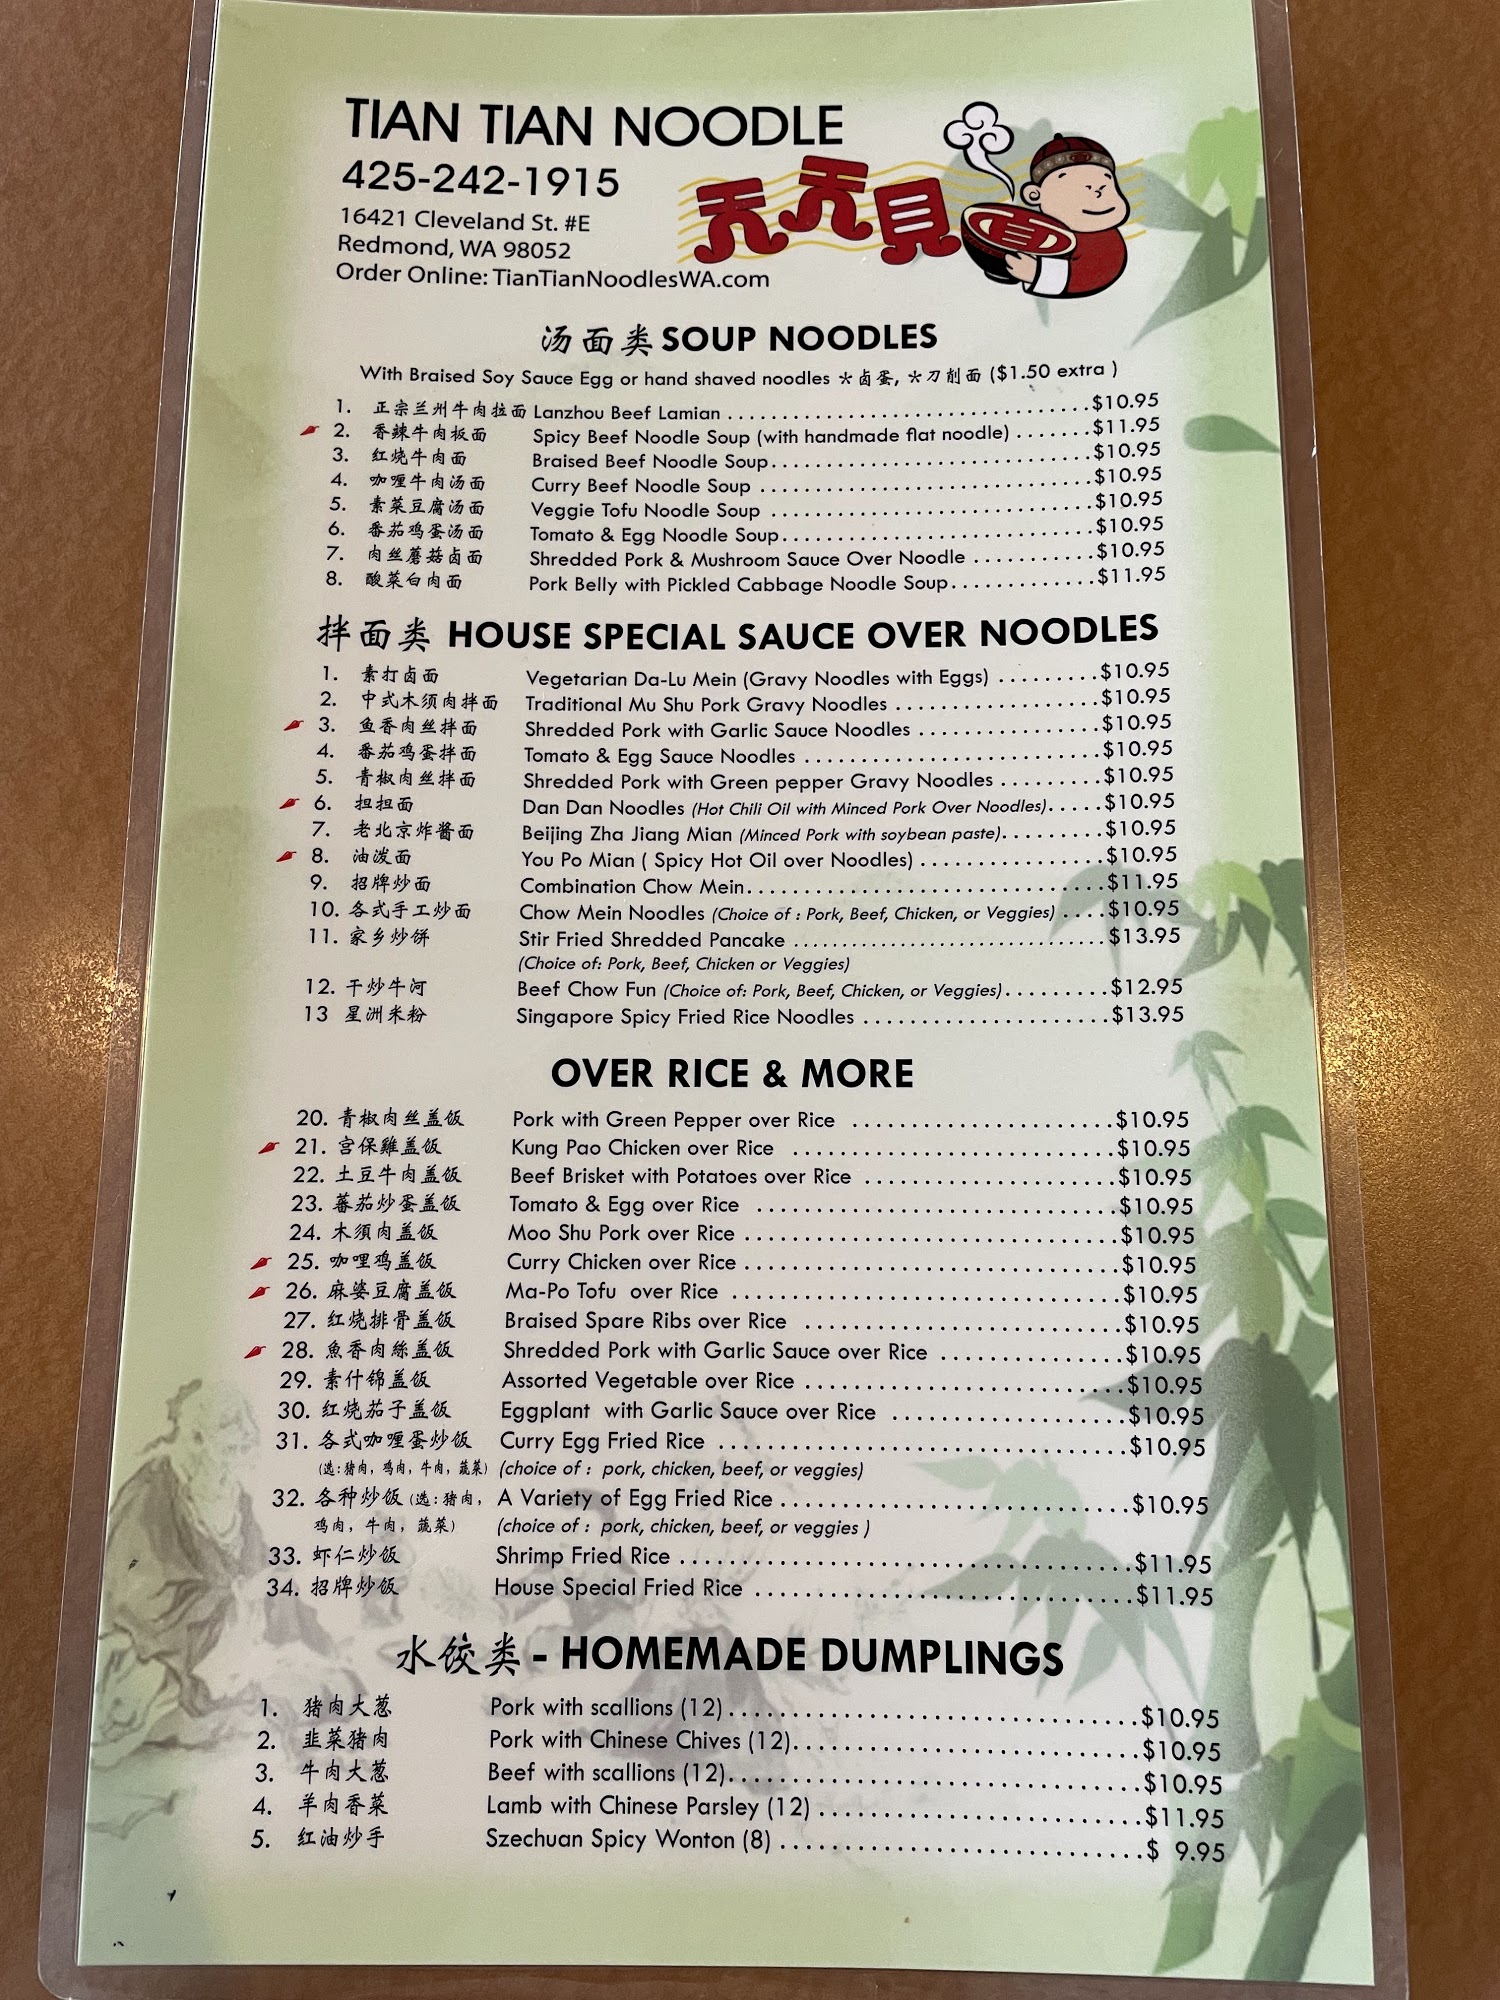 TIAN TIAN NOODLE
425-242-1915
16421 Cleveland St. #E
Redmond, WA 98052
Order Online: TianTianNoodlesWA.com
天天見
汤面类 SOUP NOODLES
With Braised Soy Sauce Egg or hand shaved noodles *卤蛋, *刀削面 ($1.50 extra )
1. 正宗兰州牛肉拉面 Lanzhou Beef Lamian $10.95
2. 香辣牛肉板面 Spicy Beef Noodle Soup (with handmade flat noodle) $11.95
3. 红烧牛肉面 Braised Beef Noodle Soup $10.95
4. 咖喱牛肉汤面 Curry Beef Noodle Soup $10.95
5. 素菜豆腐汤面 Veggie Tofu Noodle Soup $10.95
6. 番茄鸡蛋汤面 Tomato & Egg Noodle Soup $10.95
7. 肉丝蘑菇卤面 Shredded Pork & Mushroom Sauce Over Noodle $10.95
8. 酸菜白肉面 Pork Belly with Pickled Cabbage Noodle Soup $11.95
拌面类 HOUSE SPECIAL SAUCE OVER NOODLES
1. 素打卤面 Vegetarian Da-Lu Mein (Gravy Noodles with Eggs) $10.95
2. 中式木须肉拌面 Traditional Mu Shu Pork Gravy Noodles $10.95
3. 鱼香肉丝拌面 Shredded Pork with Garlic Sauce Noodles $10.95
4. 番茄鸡蛋拌面 Tomato & Egg Sauce Noodles $10.95
5. 青椒肉丝拌面 Shredded Pork with Green pepper Gravy Noodles $10.95
6. 担担面 Dan Dan Noodles (Hot Chili Oil with Minced Pork Over Noodles) $10.95
7. 老北京炸酱面 Beijing Zha Jiang Mian (Minced Pork with soybean paste) $10.95
8. 油泼面 You Po Mian ( Spicy Hot Oil over Noodles) $10.95
9. 招牌炒面 Combination Chow Mein $11.95
10. 各式手工炒面 Chow Mein Noodles (Choice of : Pork, Beef, Chicken, or Veggies) $10.95
11. 家乡炒饼 Stir Fried Shredded Pancake $13.95
(Choice of: Pork, Beef, Chicken or Veggies)
12. 干炒牛河 Beef Chow Fun (Choice of: Pork, Beef, Chicken, or Veggies) $12.95
13 星洲米粉 Singapore Spicy Fried Rice Noodles $13.95
OVER RICE & MORE
20. 青椒肉丝盖饭 Pork with Green Pepper over Rice $10.95
21. 宫保雞盖饭 Kung Pao Chicken over Rice $10.95
22. 土豆牛肉盖饭 Beef Brisket with Potatoes over Rice $10.95
23. 蕃茄炒蛋盖饭 Tomato & Egg over Rice $10.95
24. 木須肉盖饭 Moo Shu Pork over Rice $10.95
25. 咖哩鸡盖饭 Curry Chicken over Rice $10.95
26. 麻婆豆腐盖饭 Ma-Po Tofu over Rice $10.95
27. 红烧排骨盖饭 Braised Spare Ribs over Rice $10.95
28. 魚香肉絲盖饭 Shredded Pork with Garlic Sauce over Rice $10.95
29. 素什锦盖饭 Assorted Vegetable over Rice $10.95
30. 红烧茄子盖饭 Eggplant with Garlic Sauce over Rice $10.95
31. 各式咖喱蛋炒饭 Curry Egg Fried Rice $10.95
(选:猪肉, 鸡肉, 牛肉, 蔬菜) (choice of : pork, chicken, beef, or veggies)
32. 各种炒饭 (选: 猪肉, A Variety of Egg Fried Rice $10.95
鸡肉, 牛肉, 蔬菜) (choice of : pork, chicken, beef, or veggies )
33. 虾仁炒饭 Shrimp Fried Rice $11.95
34. 招牌炒饭 House Special Fried Rice $11.95
水饺类 - HOMEMADE DUMPLINGS
1. 猪肉大葱 Pork with scallions (12) $10.95
2. 韭菜猪肉 Pork with Chinese Chives (12) $10.95
3. 牛肉大葱 Beef with scallions (12) $10.95
4. 羊肉香菜 Lamb with Chinese Parsley (12) $11.95
5. 红油炒手 Szechuan Spicy Wonton (8) $ 9.95